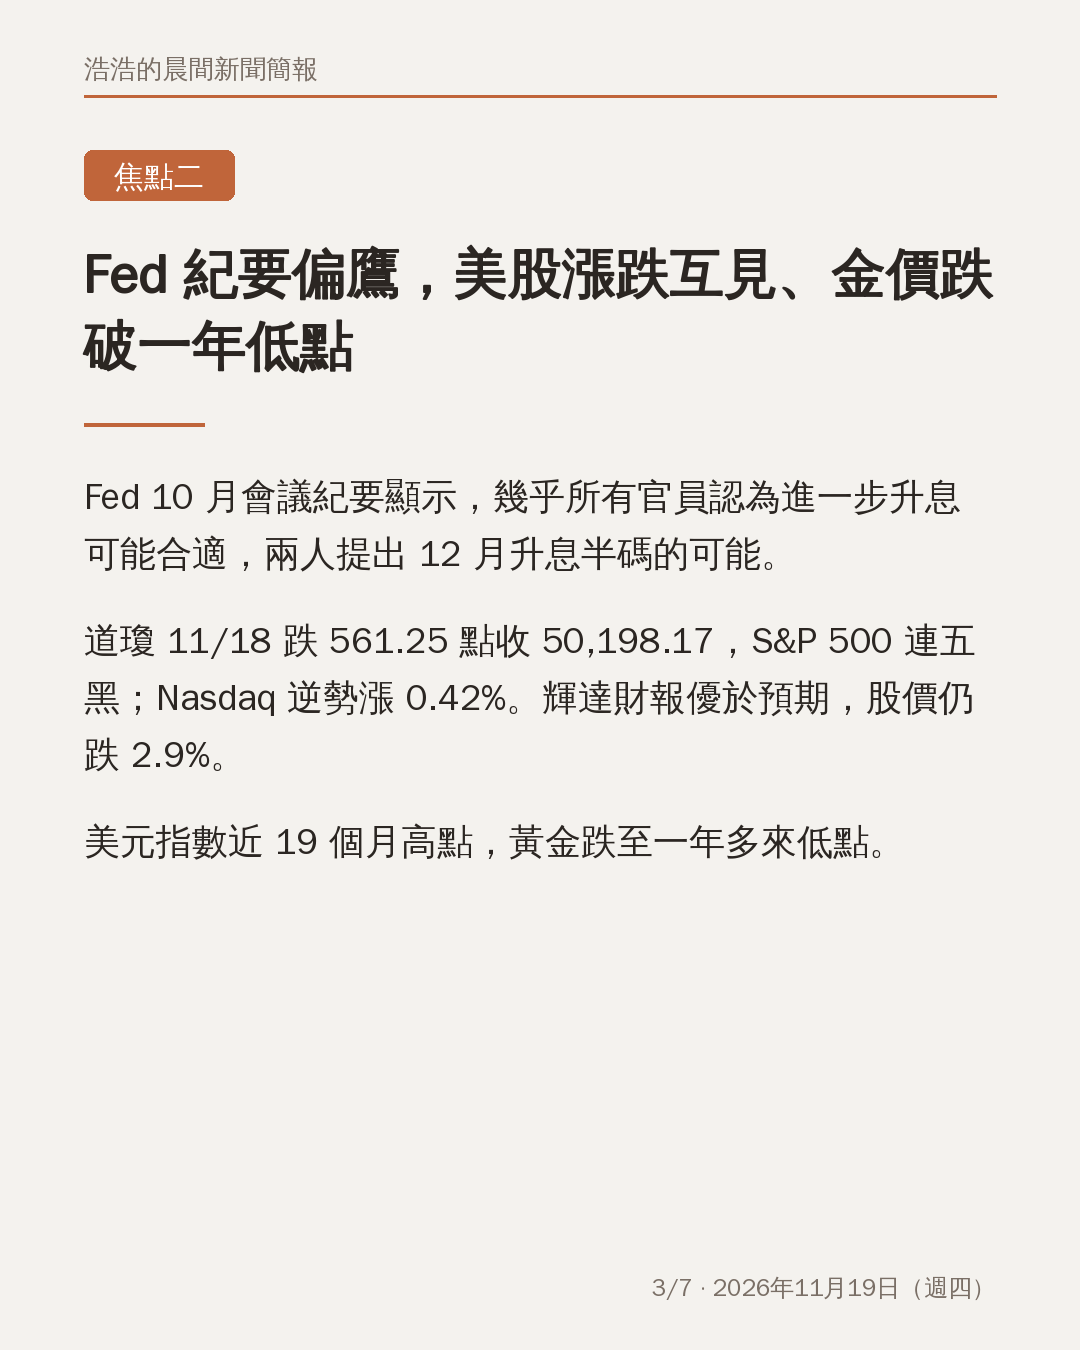 浩浩的晨間新聞簡報
焦點二
Fed 紀要偏鷹，美股漲跌互見、金價跌
破一年低點
Fed 10 月會議紀要顯示，幾乎所有官員認為進一步升息
可能合適，兩人提出 12 月升息半碼的可能。
道瓊 11/18 跌 561.25 點收 50,198.17，S&P 500 連五
黑；Nasdaq 逆勢漲 0.42%。輝達財報優於預期，股價仍
跌 2.9%。
美元指數近 19 個月高點，黃金跌至一年多來低點。
3/7 · 2026年11月19日（週四）